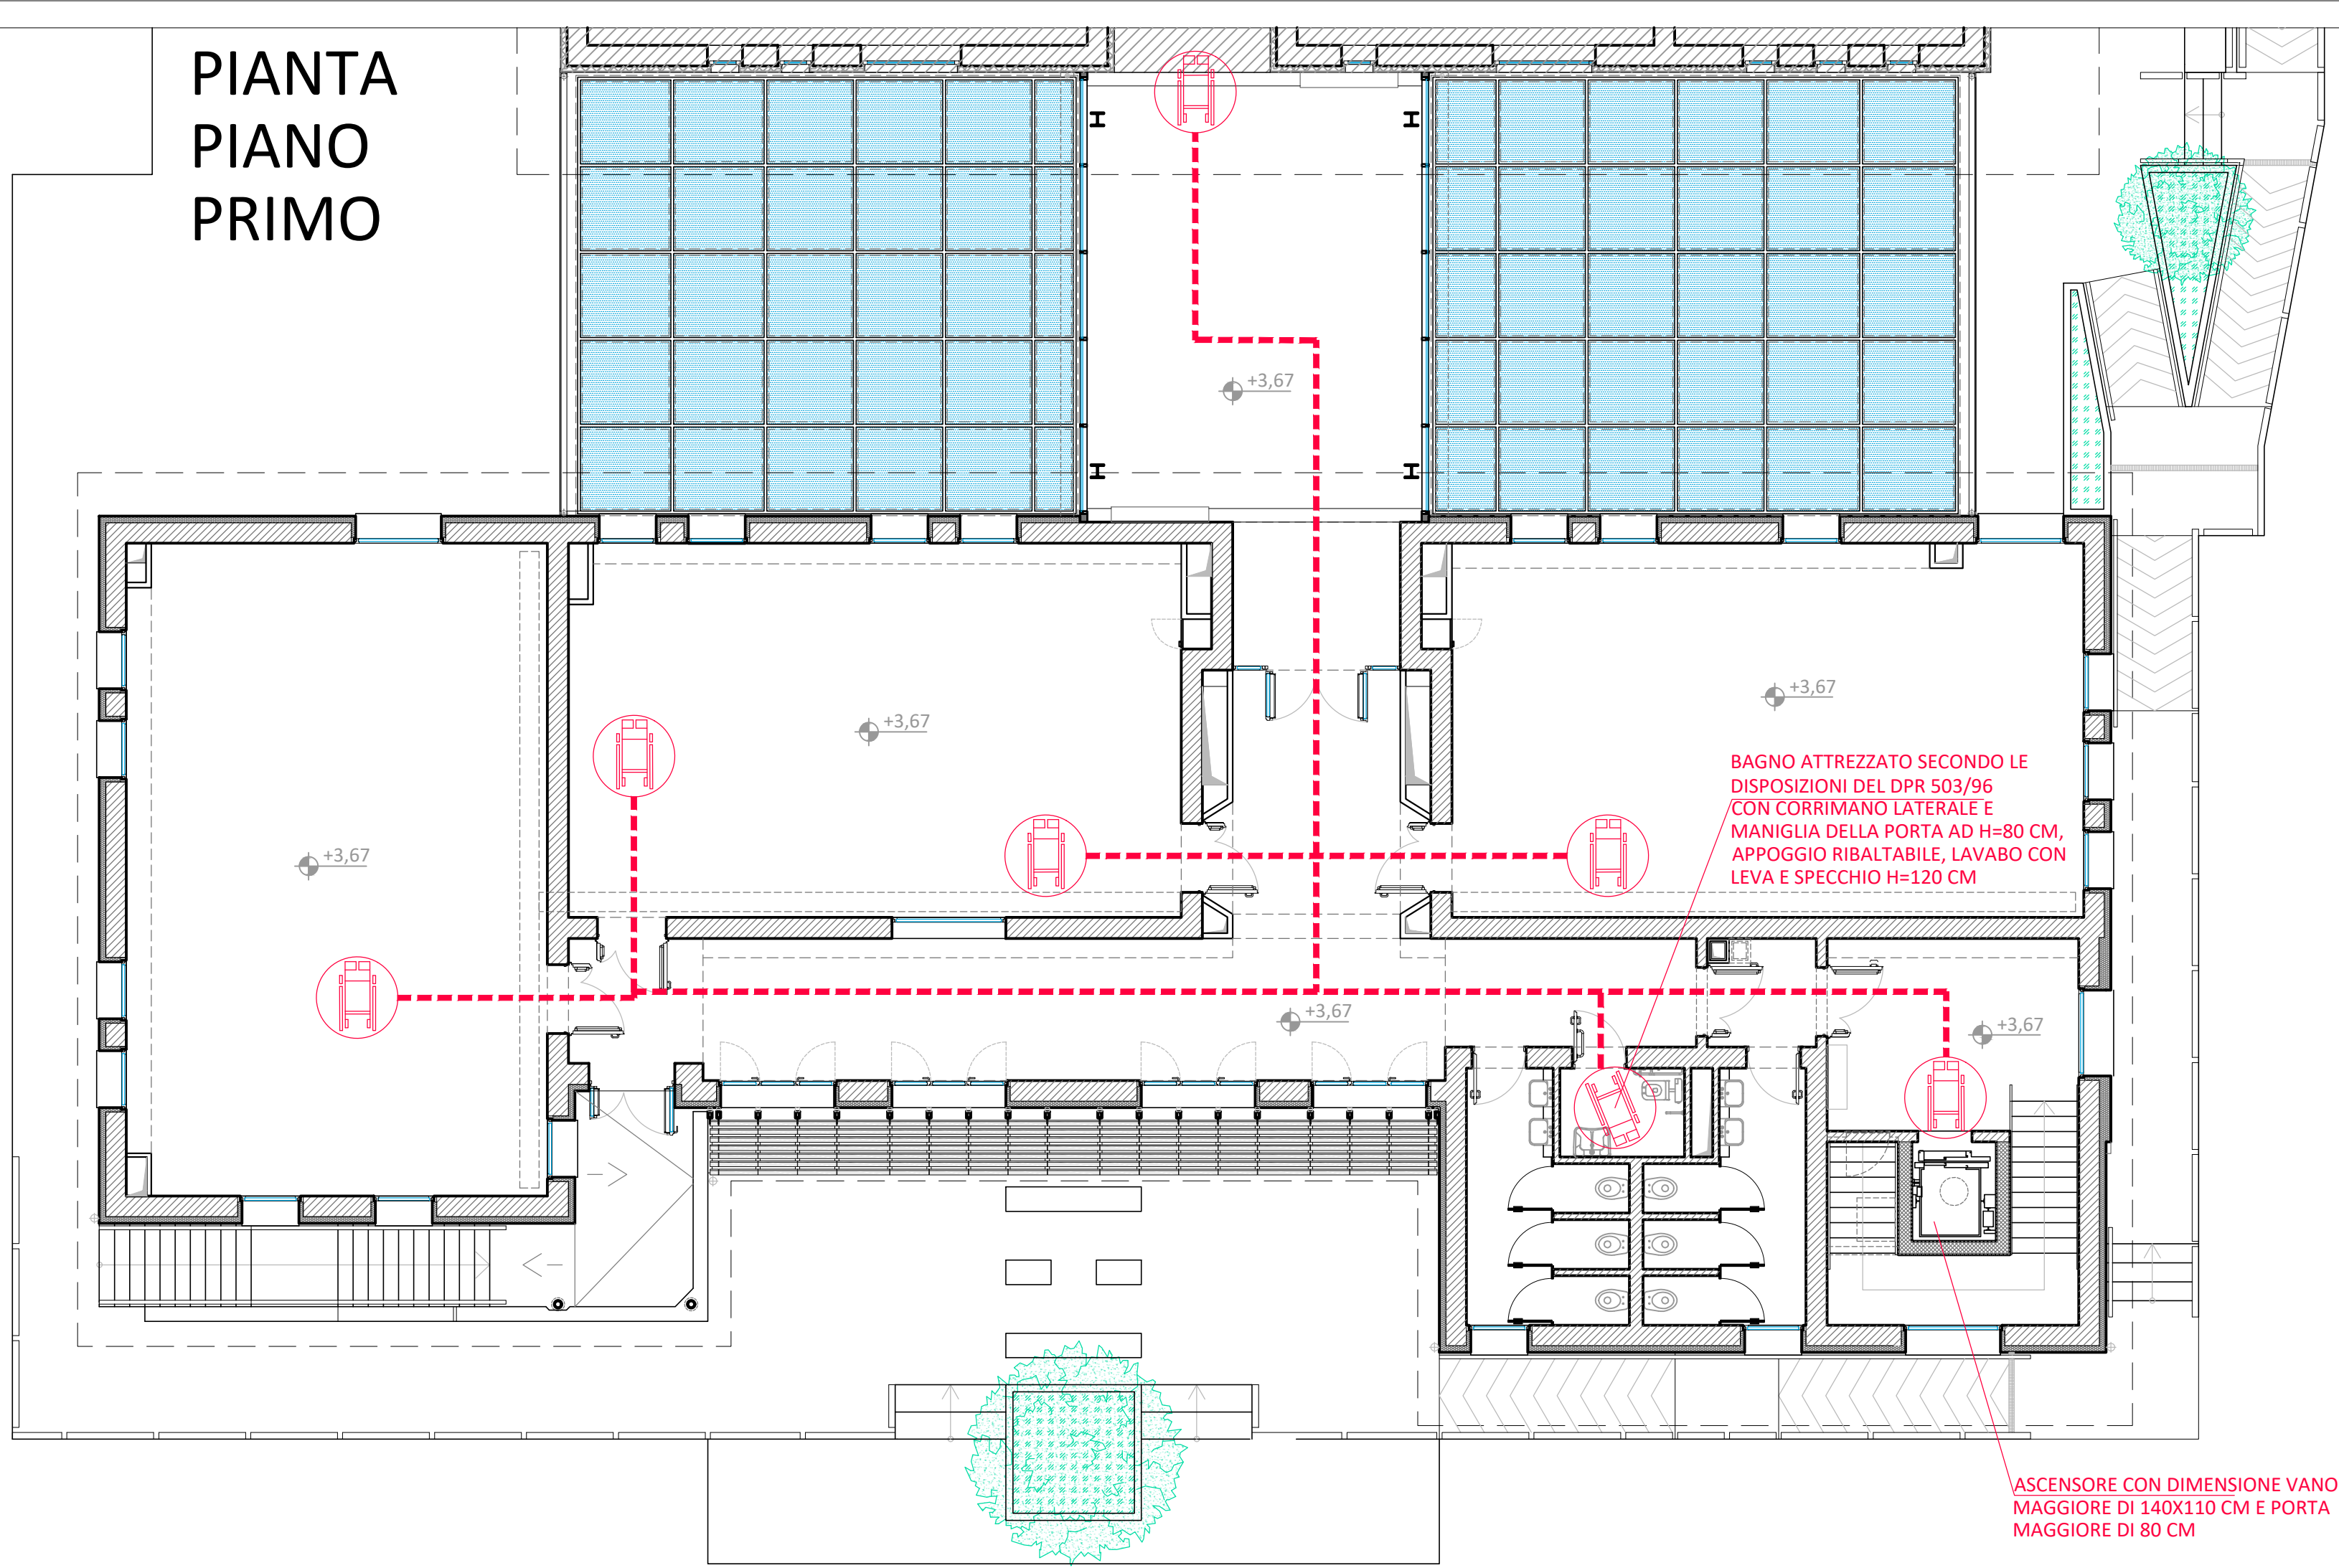 PIANTA
PIANO
PRIMO
+3,67
+3,67
+3,67
BAGNO ATTREZZATO SECONDO LE
DISPOSIZIONI DEL DPR 503/96
CON CORRIMANO LATERALE E
MANIGLIA DELLA PORTA AD H=80 CM,
APPOGGIO RIBALTABILE, LAVABO CON
LEVA E SPECCHIO H=120 CM
+3,67
+3,67
+3,67
ASCENSORE CON DIMENSIONE VANO
MAGGIORE DI 140X110 CM E PORTA
MAGGIORE DI 80 CM